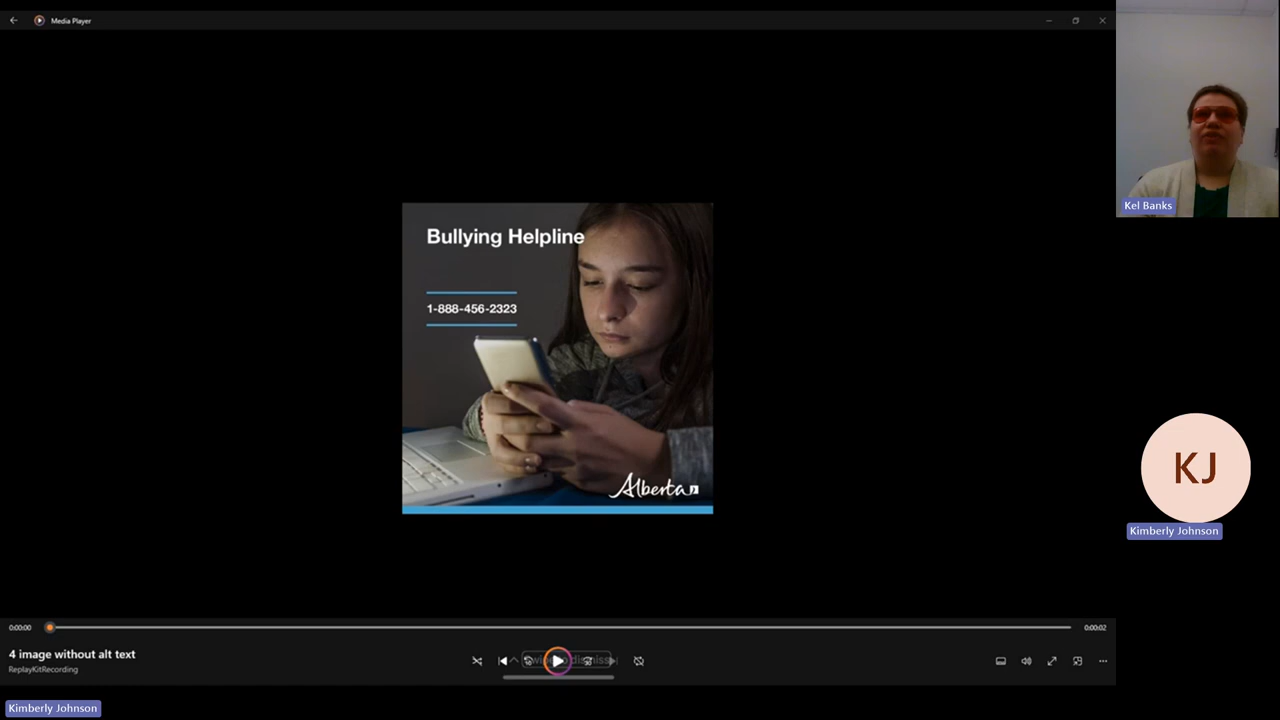 Media Player
Kel Banks
Bullying Helpline
1-888-456-2323
Alberta
KJ
Kimberly Johnson
0:00:00
0:00:02
4 image without alt text
ReplayKitRecording
Kimberly Johnson